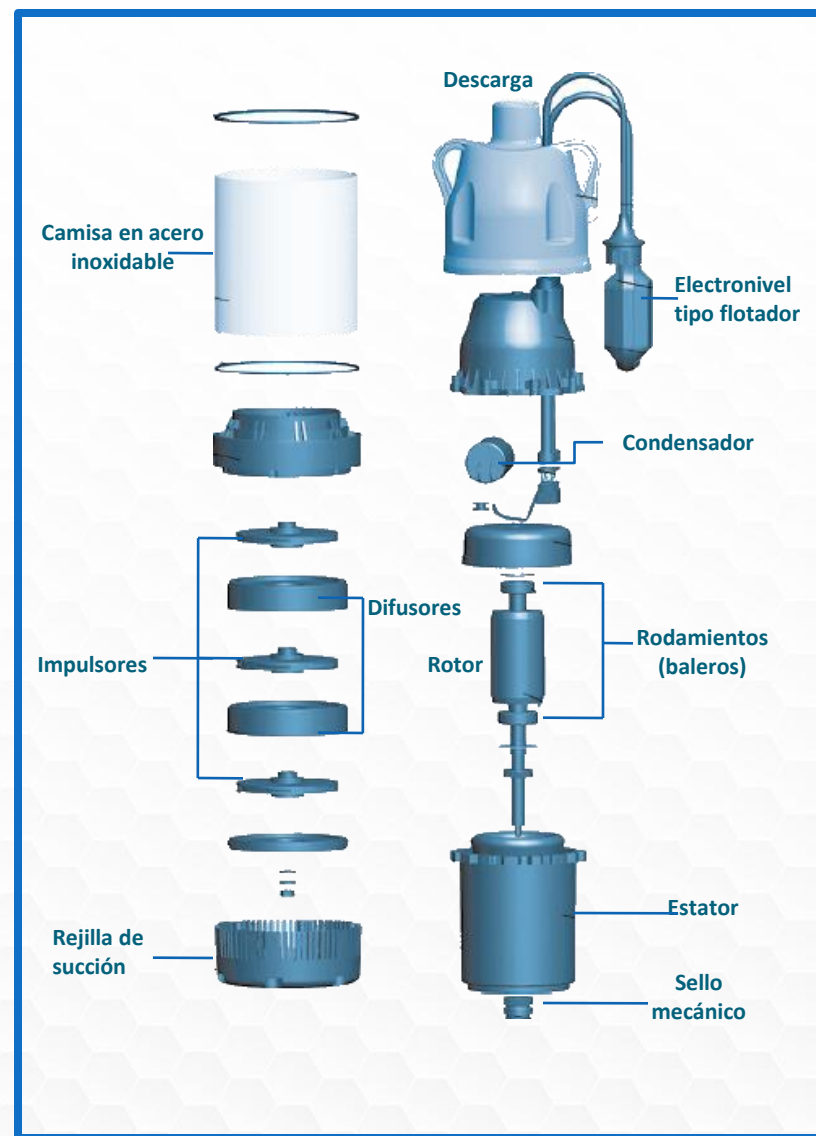 Descarga
Camisa en acero
inoxidable
Electronivel
tipo flotador
Condensador
Difusores
Impulsores
Rotor
Rodamientos
(baleros)
Estator
Rejilla de
succión
Sello
mecánico